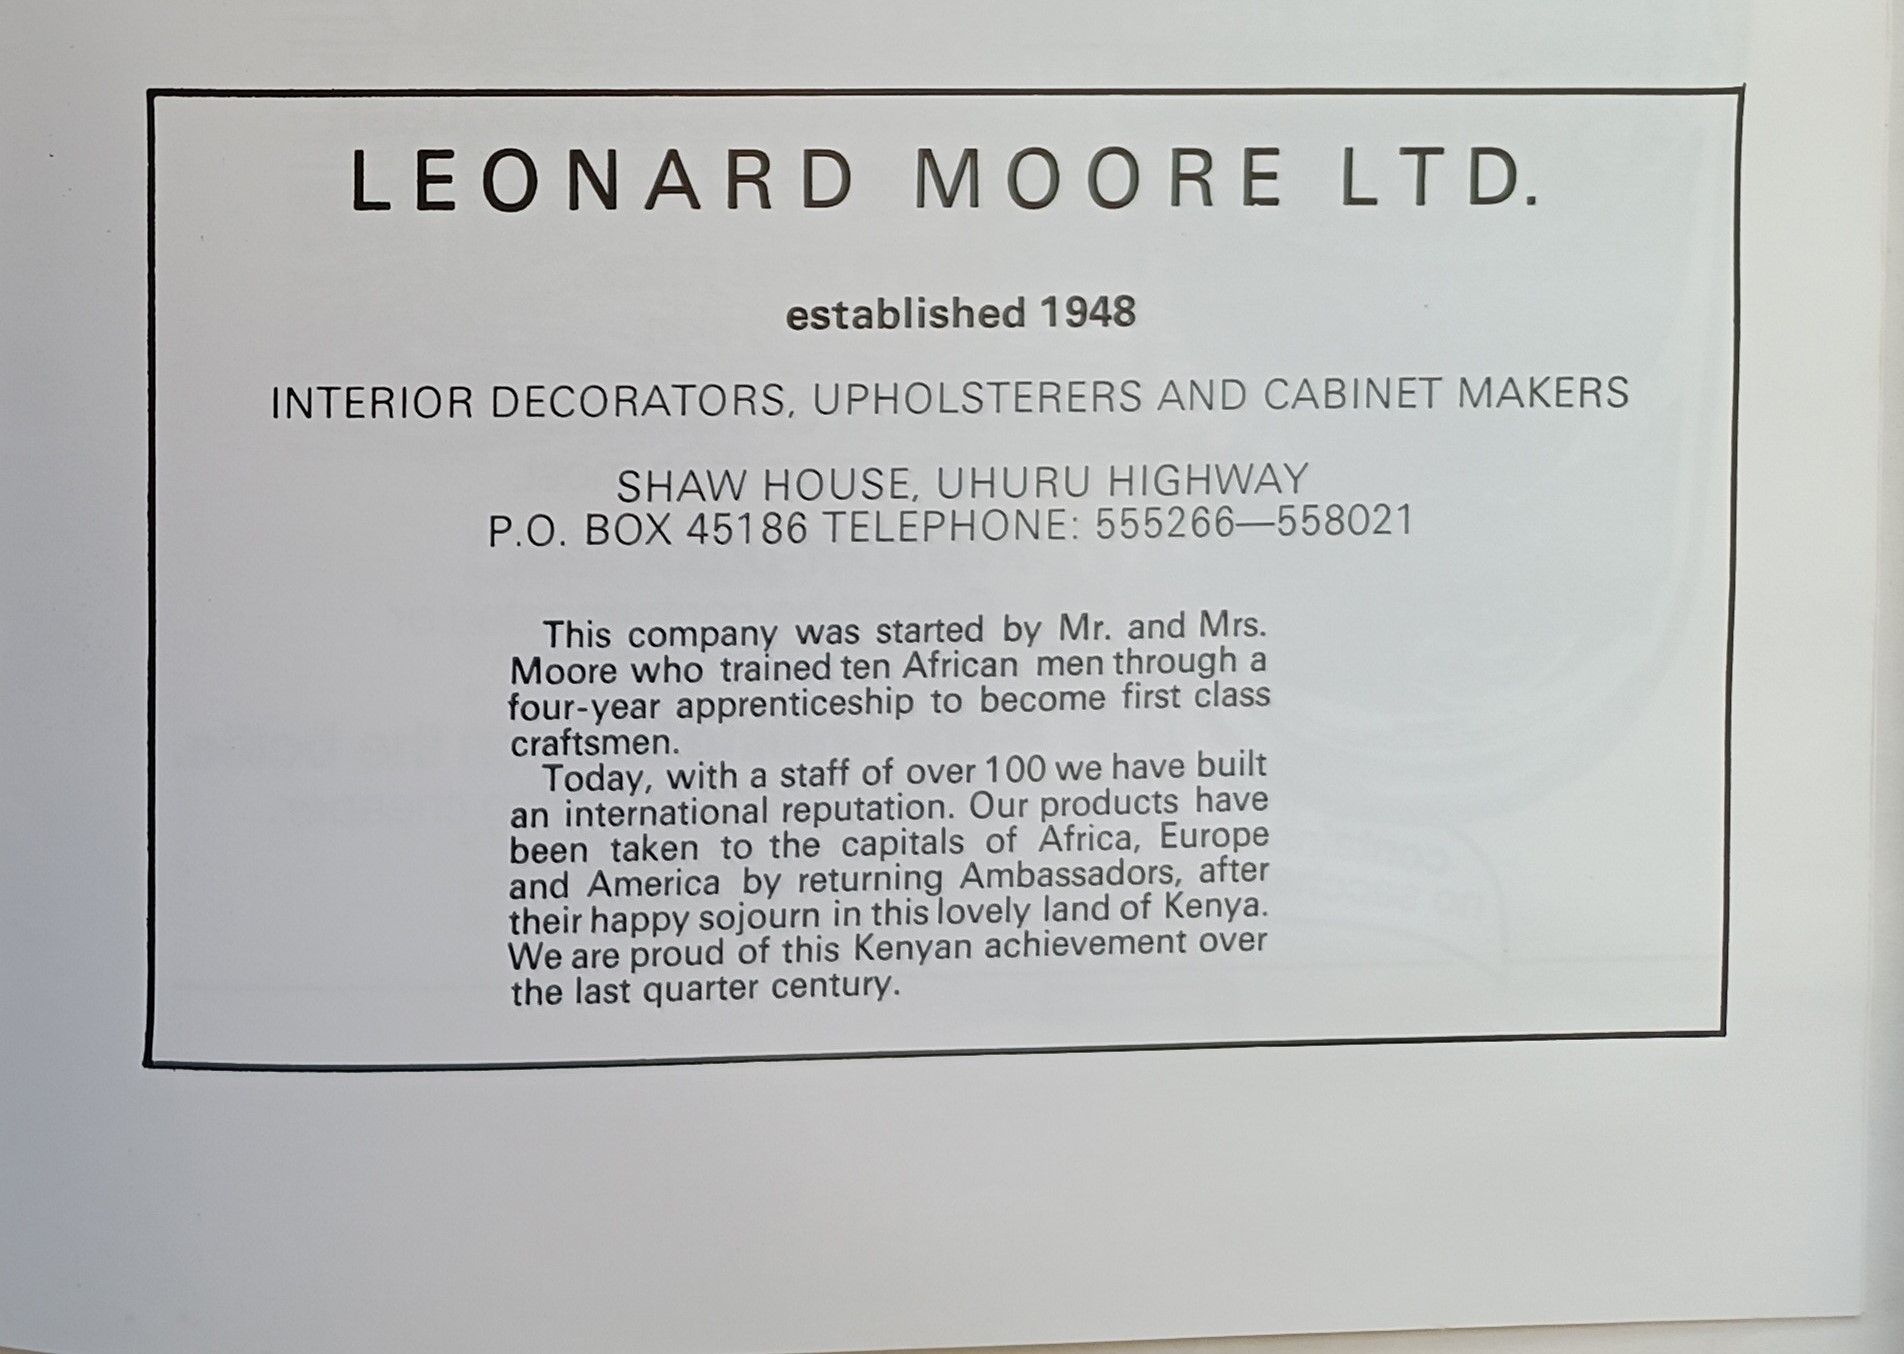 LEONARD MOORE LTD.
established 1948
INTERIOR DECORATORS, UPHOLSTERERS AND CABINET MAKERS
SHAW HOUSE, UHURU HIGHWAY
P.O. BOX 45186 TELEPHONE: 555266—558021
This company was started by Mr. and Mrs.
Moore who trained ten African men through a
four-year apprenticeship to become first class
craftsmen.
Today, with a staff of over 100 we have built
an international reputation. Our products have
been taken to the capitals of Africa, Europe
and America by returning Ambassadors, after
their happy sojourn in this lovely land of Kenya.
We are proud of this Kenyan achievement over
the last quarter century.